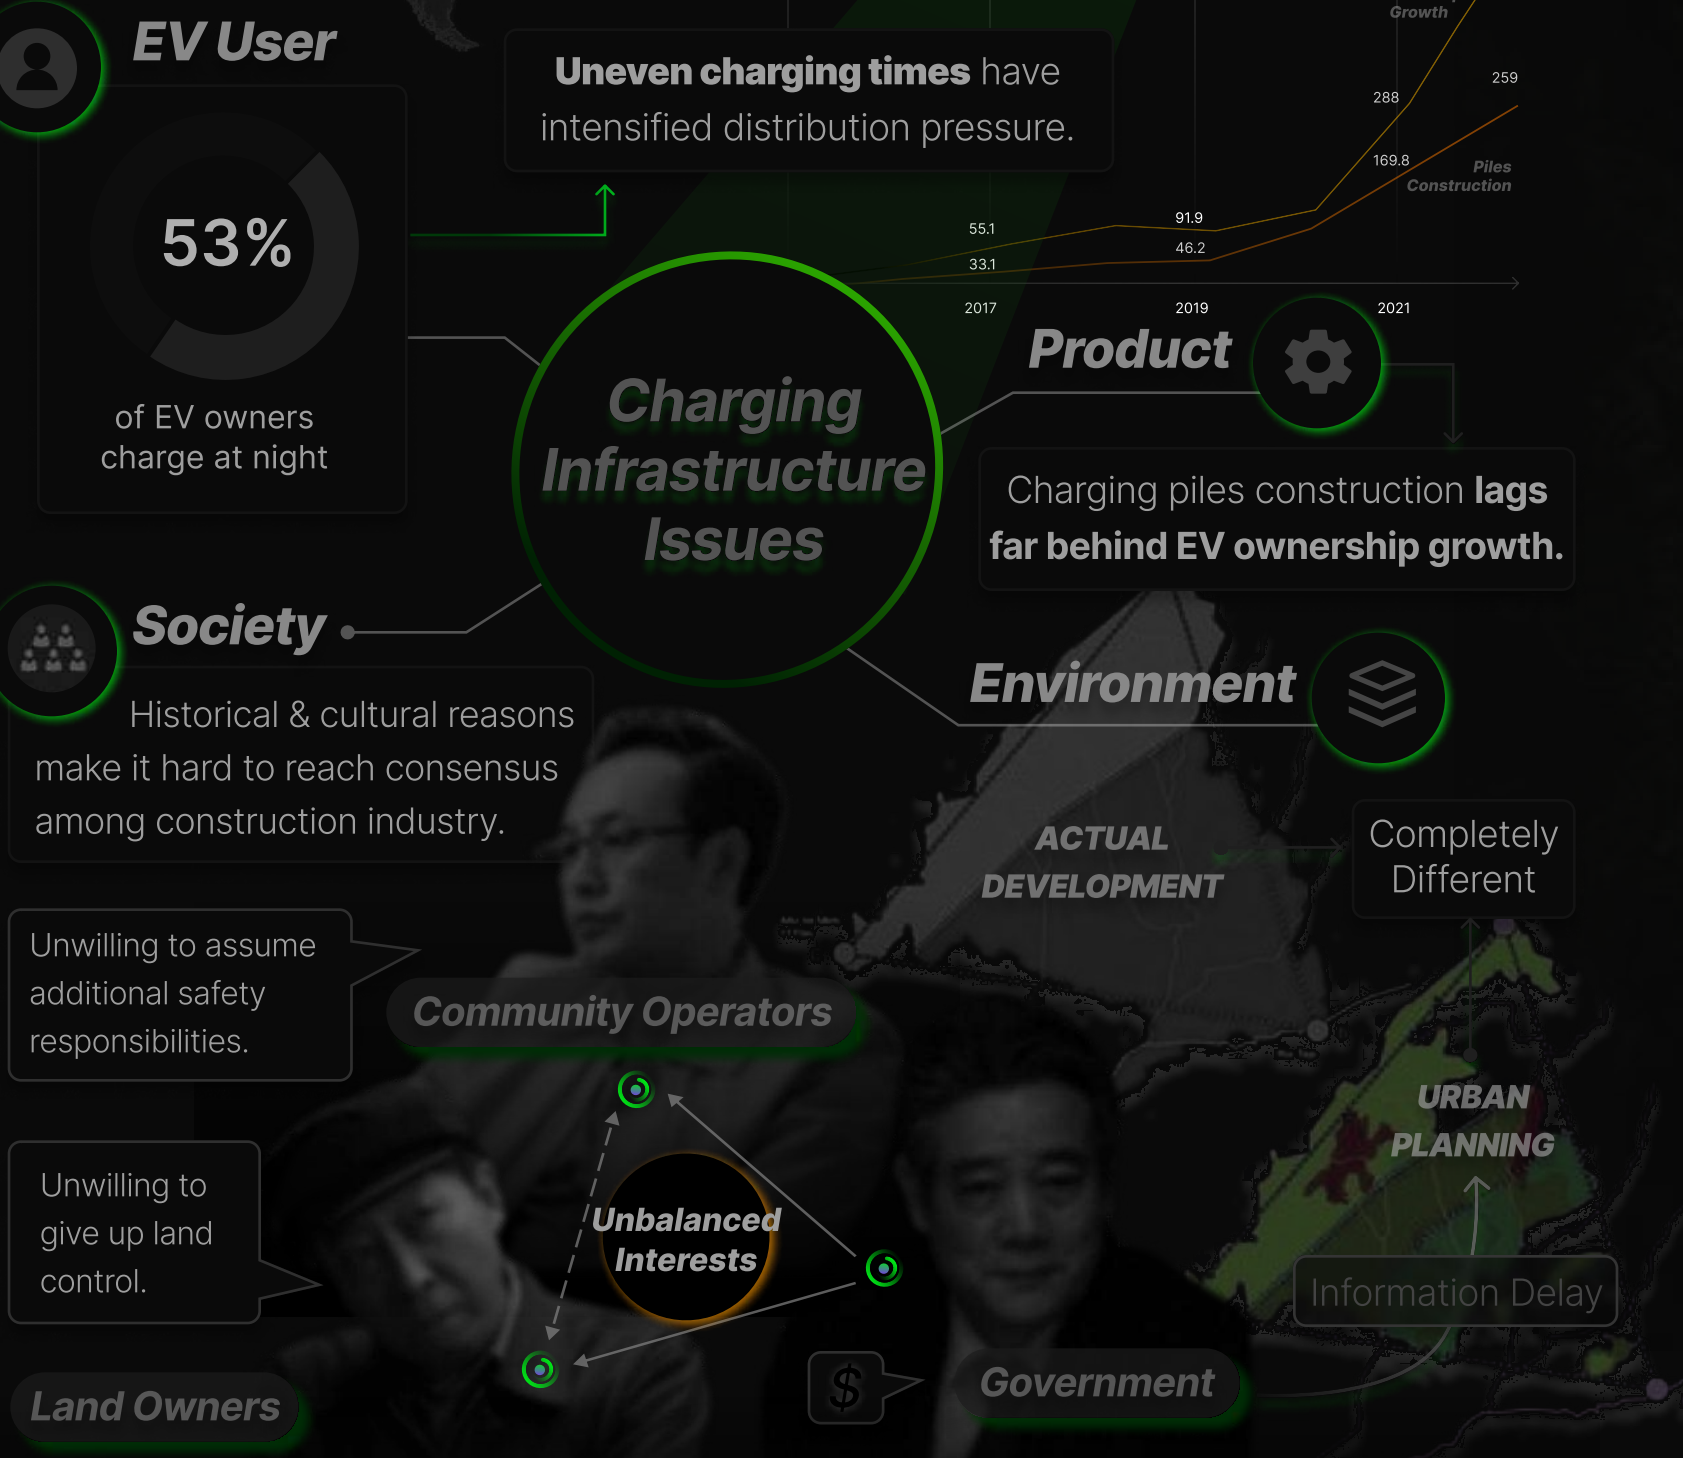 EV User
53%
of EV owners
charge at night
Uneven charging times have
intensified distribution pressure.
Growth
288
259
169.8
Piles
Construction
55.1
91.9
33.1
46.2
2017
2019
2021
Charging
Infrastructure
Issues
Product
Charging piles construction lags
far behind EV ownership growth.
Society
Historical & cultural reasons
make it hard to reach consensus
among construction industry.
Environment
ACTUAL
DEVELOPMENT
Completely
Different
Unwilling to assume
additional safety
responsibilities.
Community Operators
URBAN
PLANNING
Unwilling to
give up land
control.
Unbalanced
Interests
Information Delay
Land Owners
$
Government